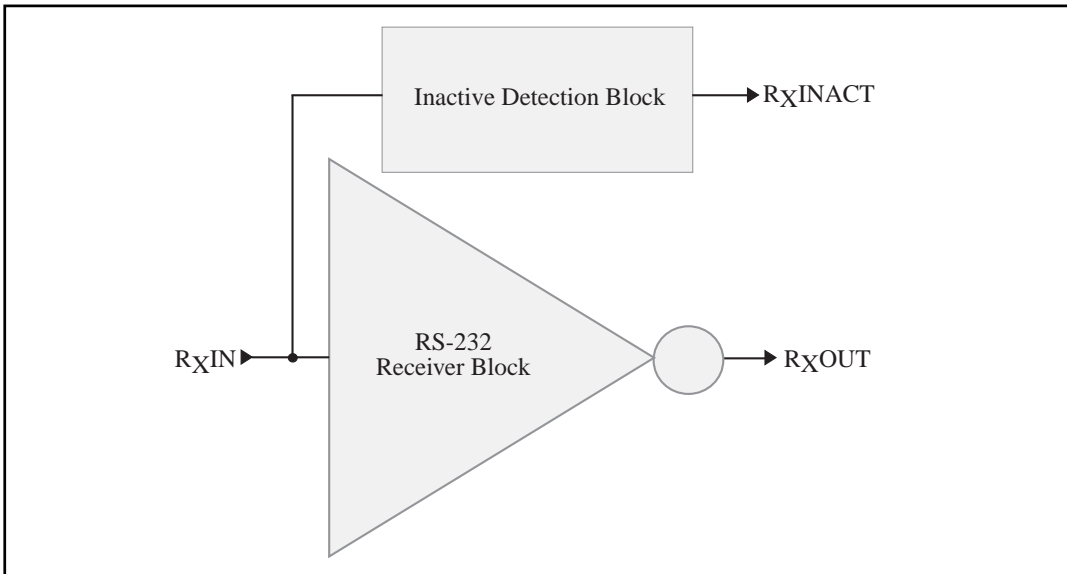 Inactive Detection Block
RXINACT
RS-232
Receiver Block
RXIN
RXOUT